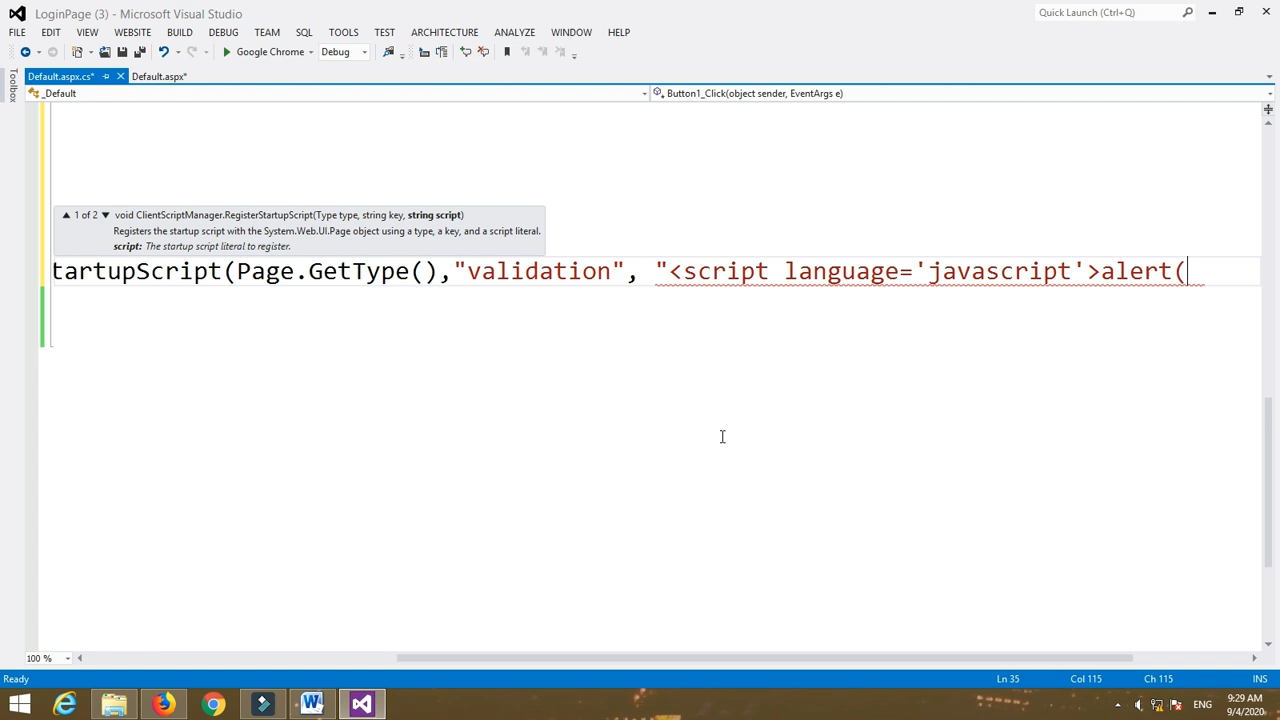 LoginPage (3) - Microsoft Visual Studio
Quick Launch (Ctrl+Q)
FILE EDIT VIEW WEBSITE BUILD DEBUG TEAM SQL TOOLS TEST ARCHITECTURE ANALYZE WINDOW HELP
Google Chrome Debug
Toolbox
Default.aspx.cs* Default.aspx*
_Default Button1_Click(object sender, EventArgs e)
1 of 2 void ClientScriptManager.RegisterStartupScript(Type type, string key, string script)
Registers the startup script with the System.Web.UI.Page object using a type, a key, and a script literal.
script: The startup script literal to register.
tartupScript(Page.GetType(),"validation", "<script language='javascript'>alert(
100 %
Ready Ln 35 Col 115 Ch 115 INS
ENG 9:29 AM
9/4/2020